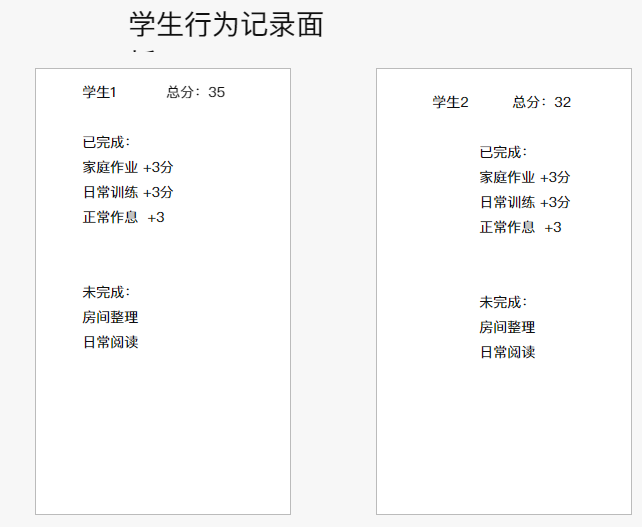 学生行为记录面
学生1 总分：35
已完成：
家庭作业 +3分
日常训练 +3分
正常作息 +3
未完成：
房间整理
日常阅读
学生2 总分：32
已完成：
家庭作业 +3分
日常训练 +3分
正常作息 +3
未完成：
房间整理
日常阅读